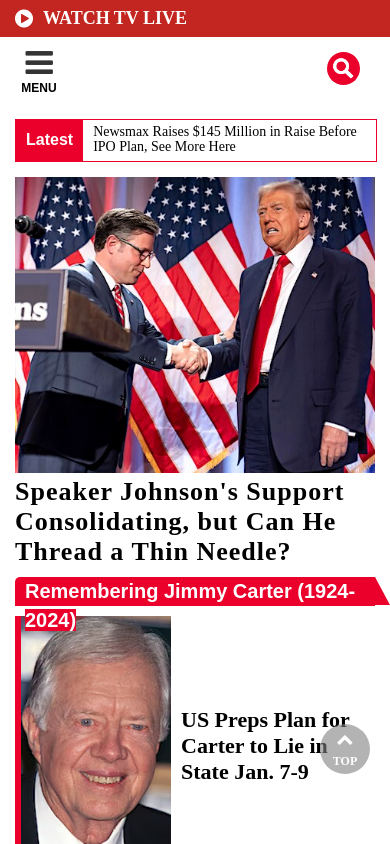 WATCH TV LIVE
MENU
Latest
Newsmax Raises $145 Million in Raise Before
IPO Plan, See More Here
ns
Speaker Johnson's Support
Consolidating, but Can He
Thread a Thin Needle?
Remembering Jimmy Carter (1924-
2024)
US Preps Plan for
Carter to Lie in
State Jan. 7-9
TOP